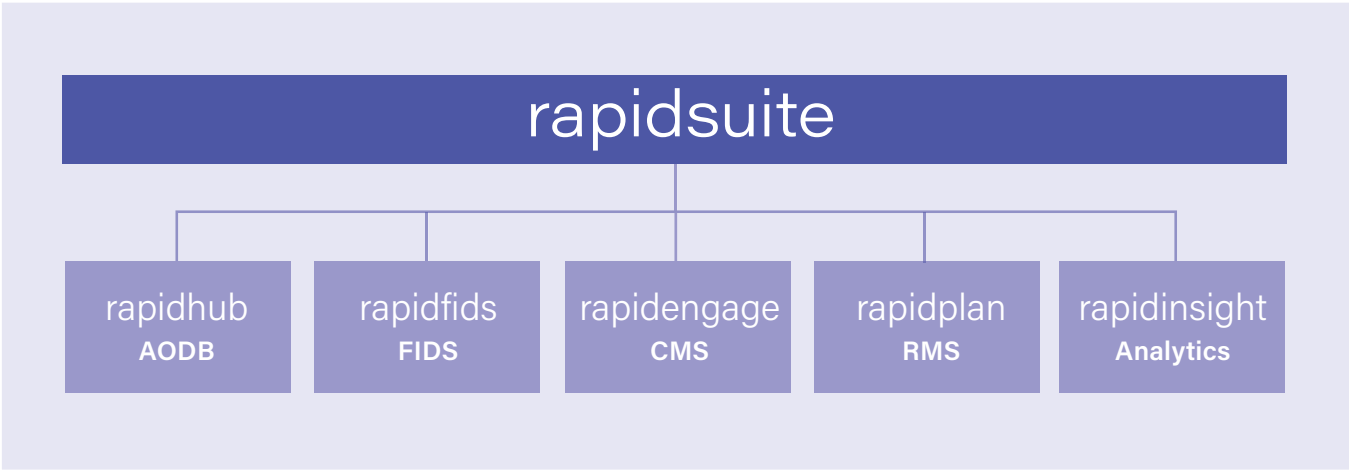 rapidsuite
rapidhub
AODB
rapidfids
FIDS
rapidengage
CMS
rapidplan
RMS
rapidinsight
Analytics